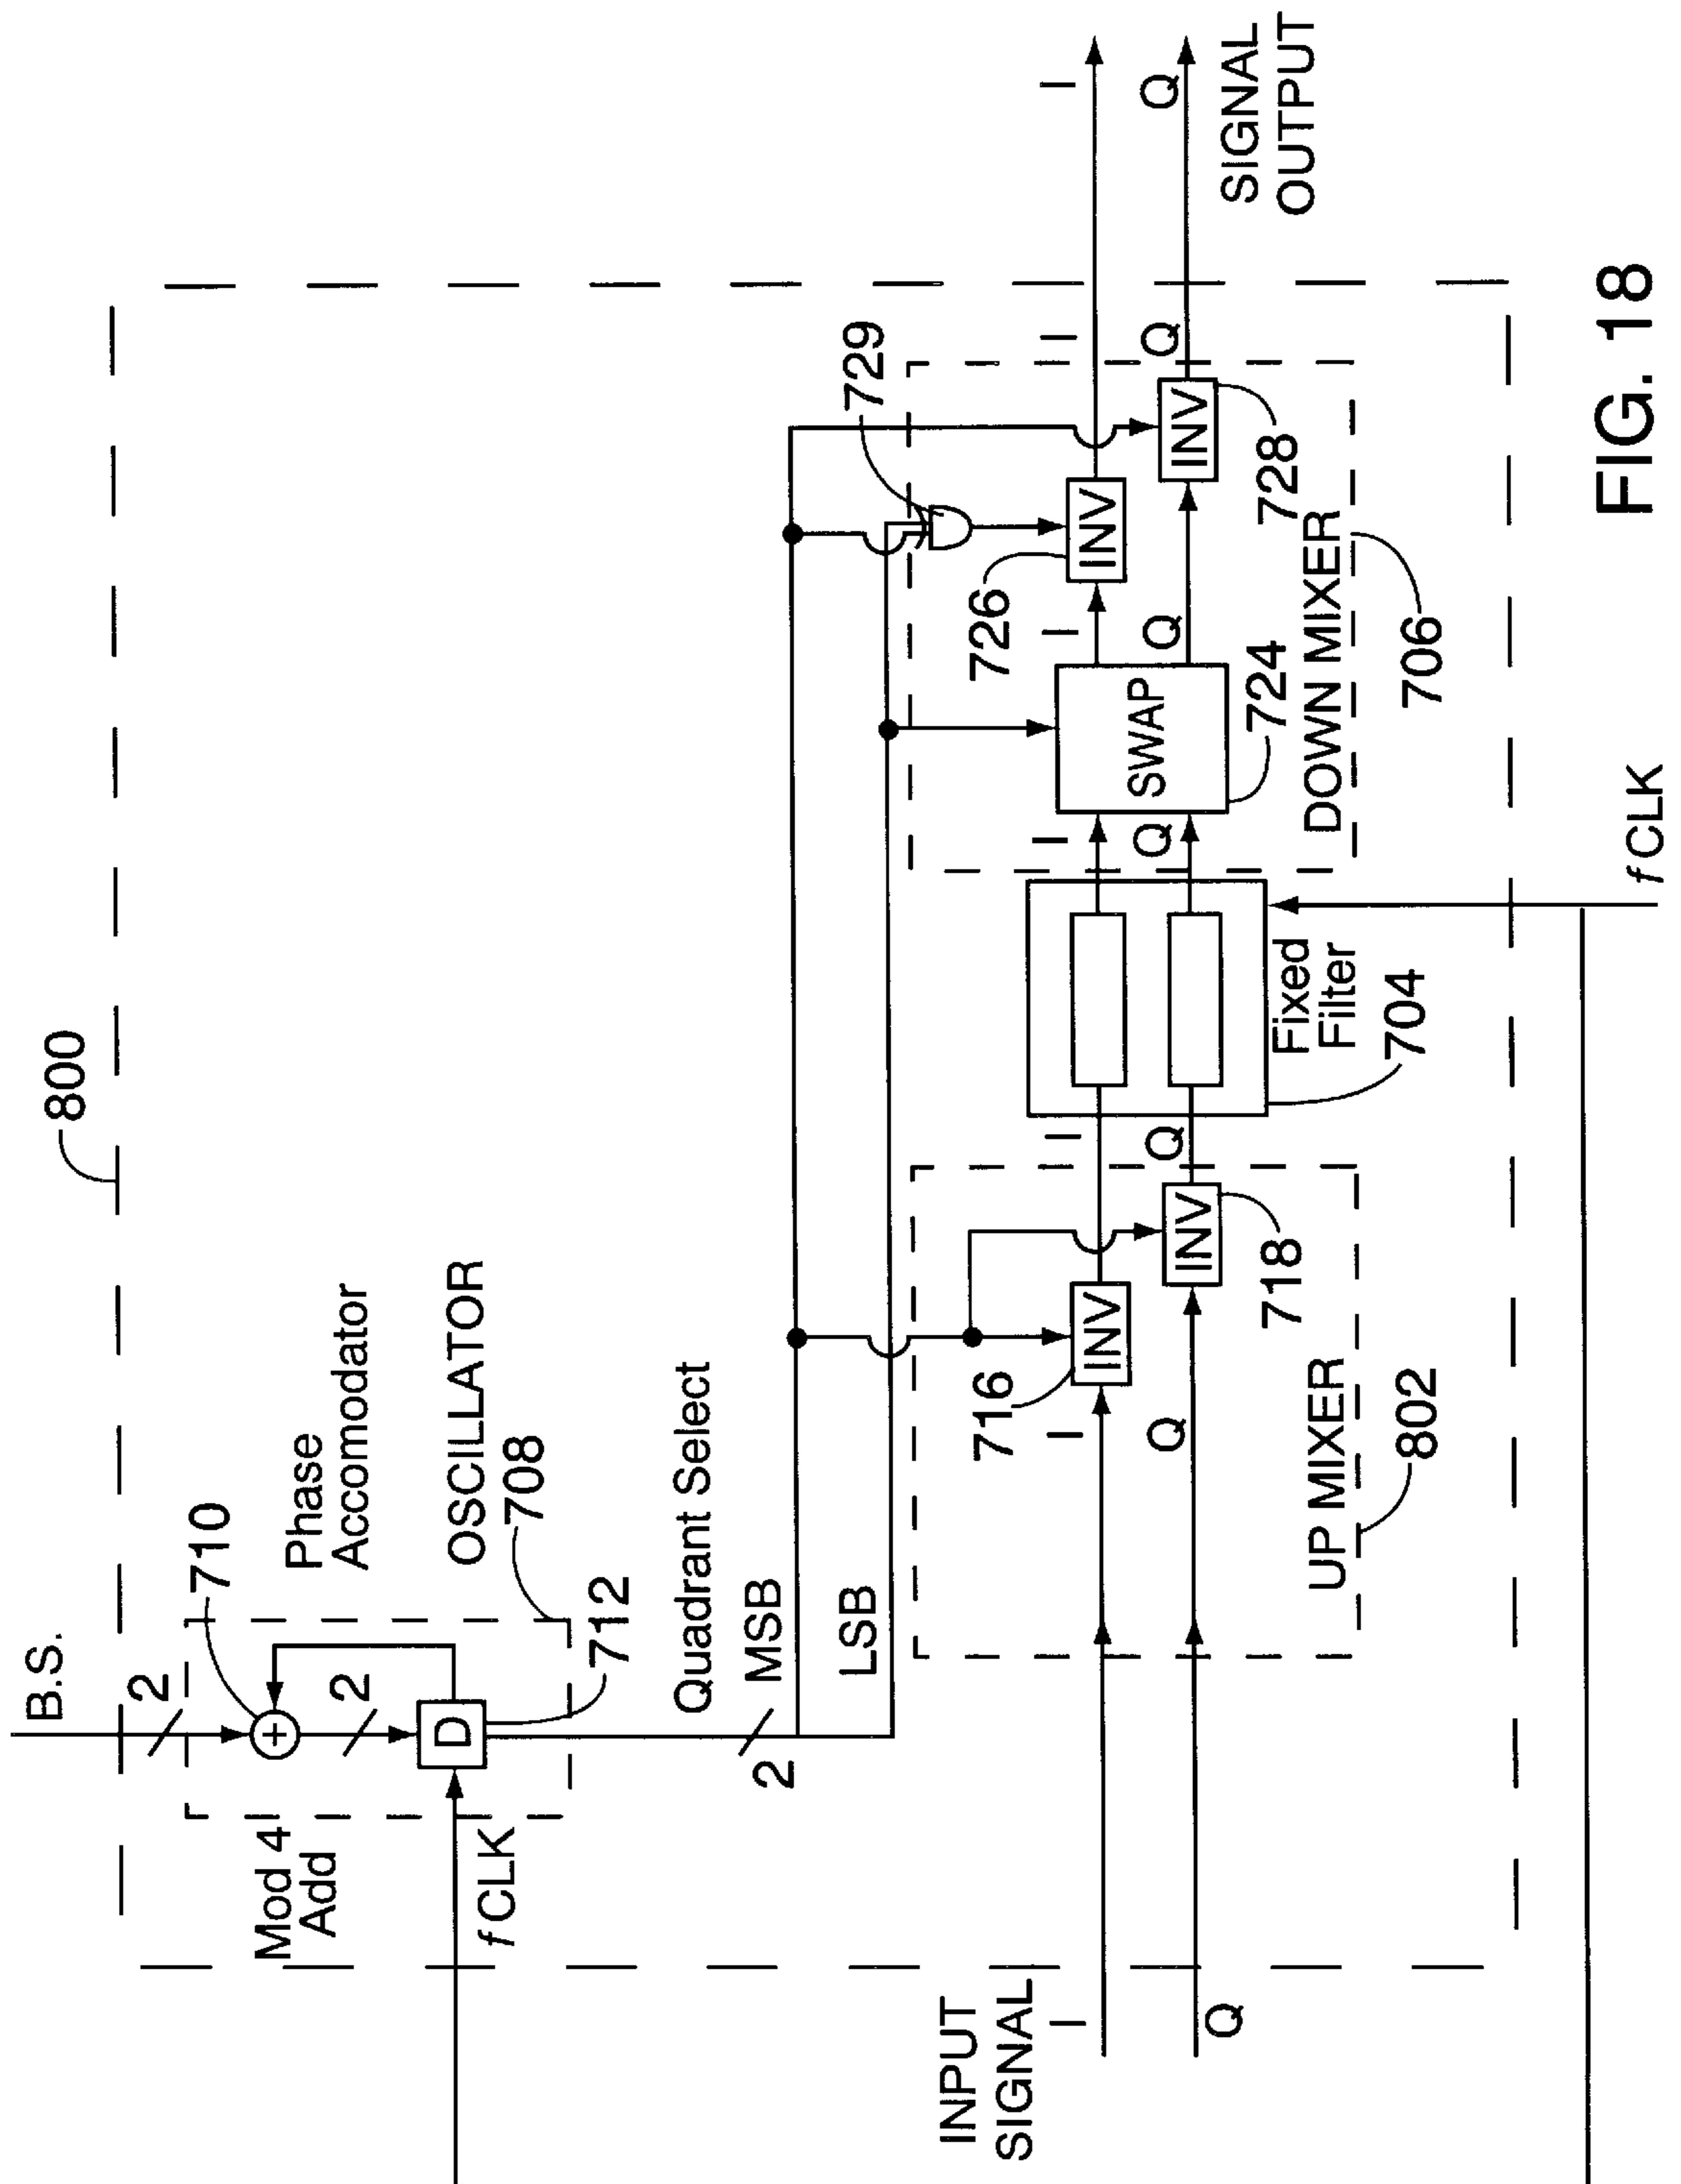 800
B.S.
2
710
Mod 4
Add
+
Phase
Accomodator
2
D
OSCILLATOR
708
f CLK
712
Quadrant Select
2
MSB
LSB
INPUT
SIGNAL
I
Q
I
Q
716
INV
INV
718
UP MIXER
802
I
Q
Fixed
Filter
704
f CLK
I
Q
SWAP
724
I
Q
726
INV
729
INV
728
DOWN MIXER
706
I
Q
I
Q
SIGNAL
OUTPUT
FIG. 18